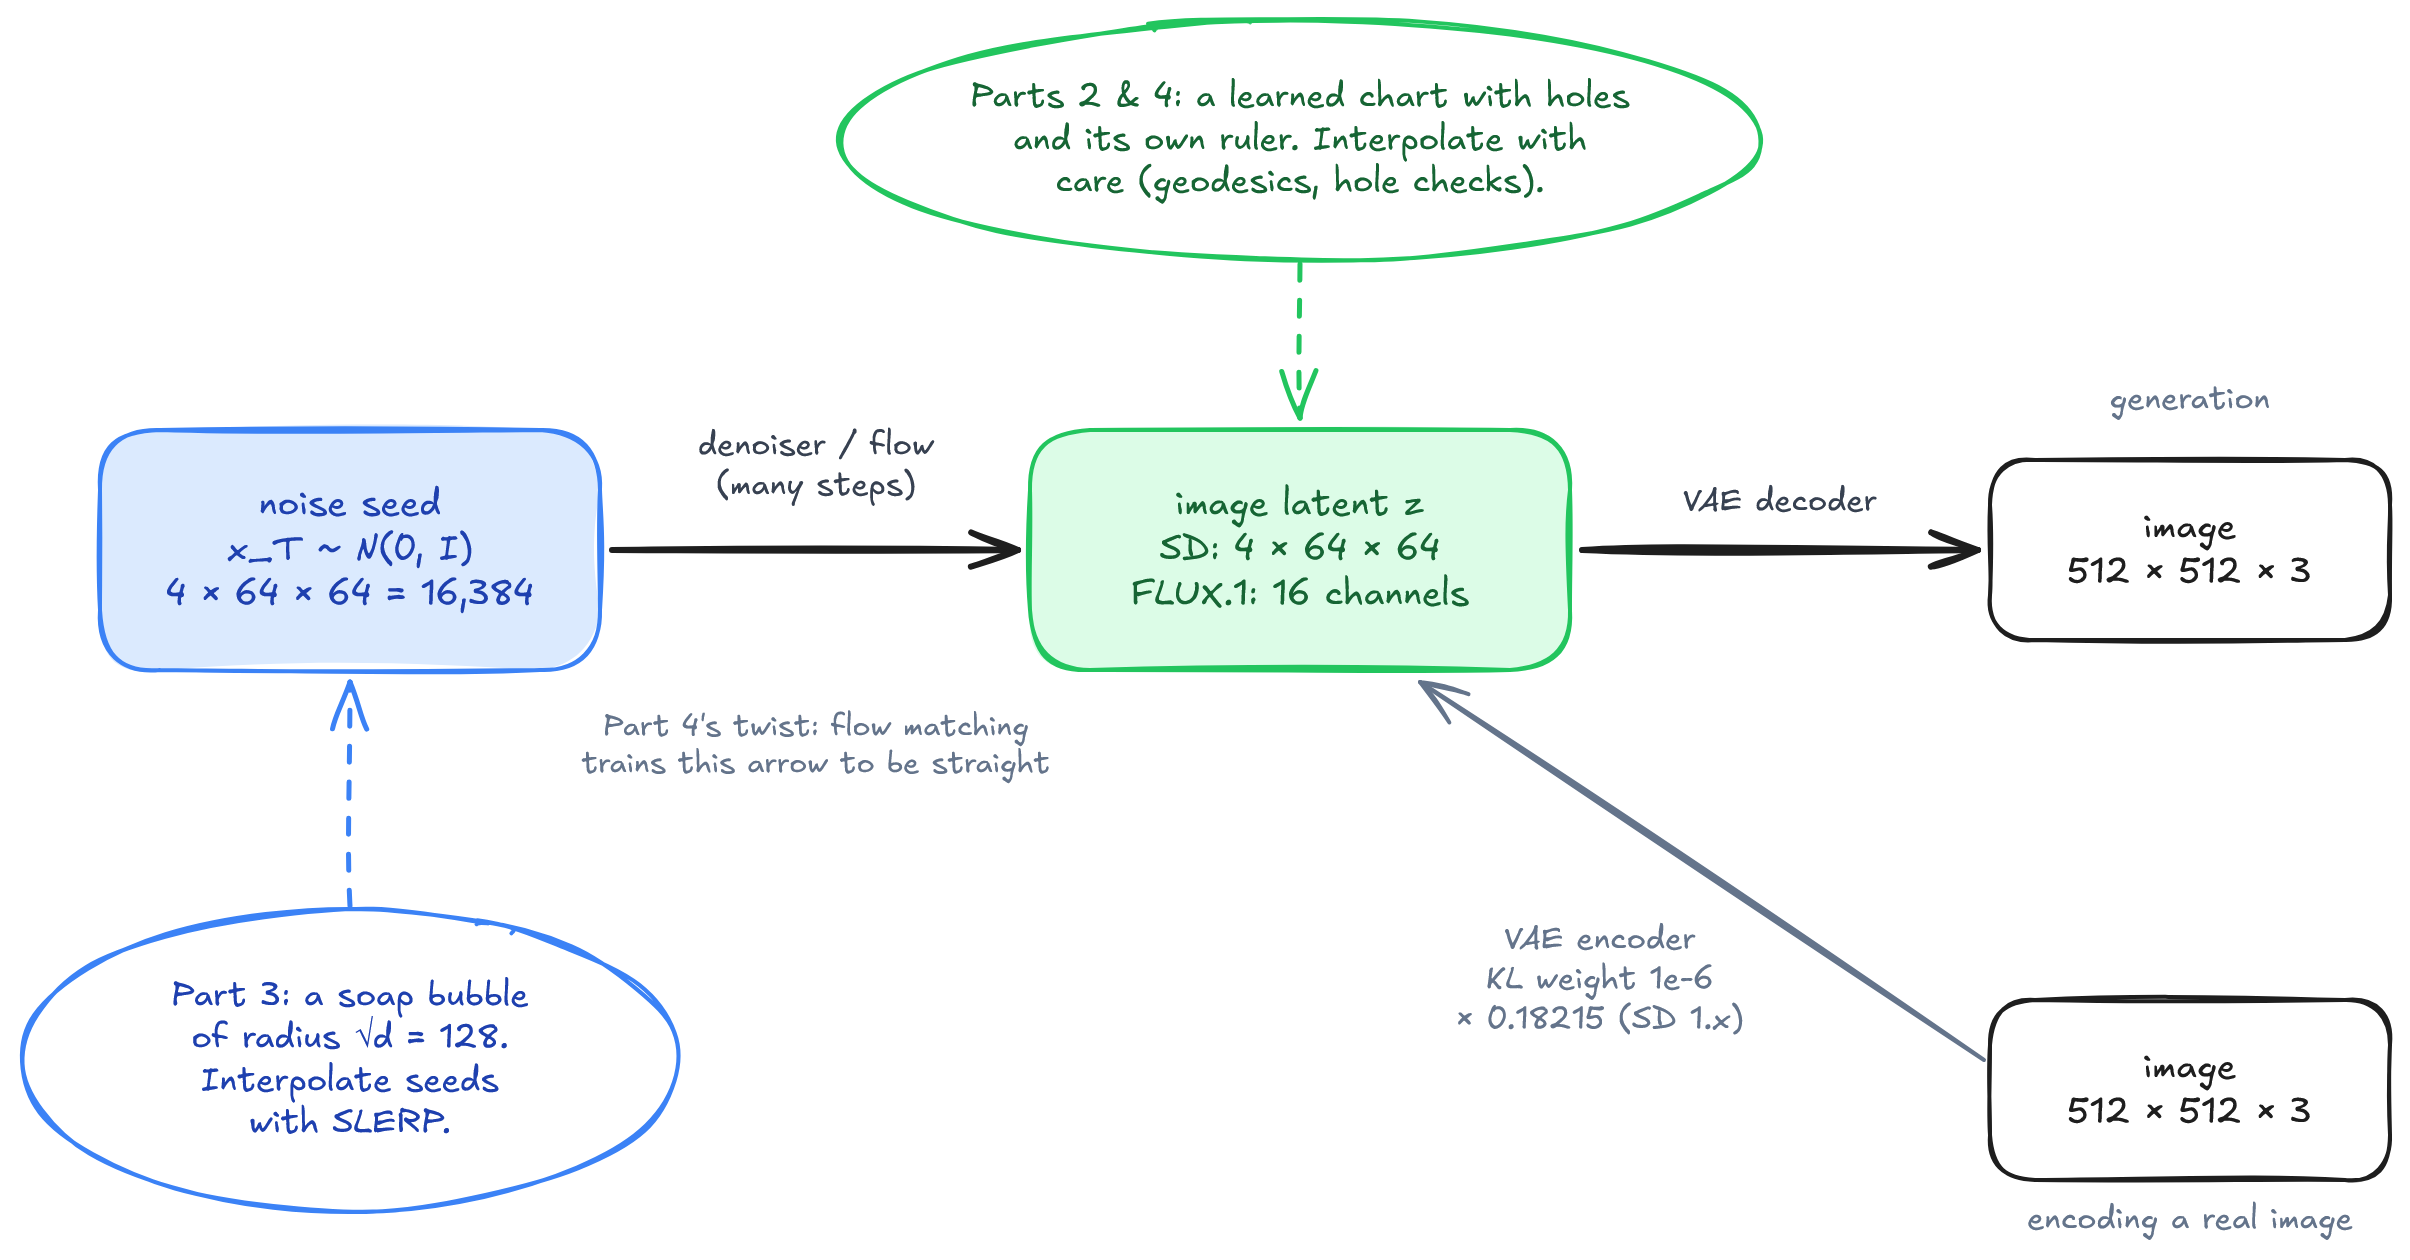 Parts 2 & 4: a learned chart with holes
and its own ruler. Interpolate with
care (geodesics, hole checks).
noise seed
x_T ~ N(0, I)
4 × 64 × 64 = 16,384
denoiser / flow
(many steps)
image latent z
SD: 4 × 64 × 64
FLUX.1: 16 channels
VAE decoder
generation
image
512 × 512 × 3
Part 4's twist: flow matching
trains this arrow to be straight
Part 3: a soap bubble
of radius √d = 128.
Interpolate seeds
with SLERP.
VAE encoder
KL weight 1e-6
× 0.18215 (SD 1.x)
image
512 × 512 × 3
encoding a real image